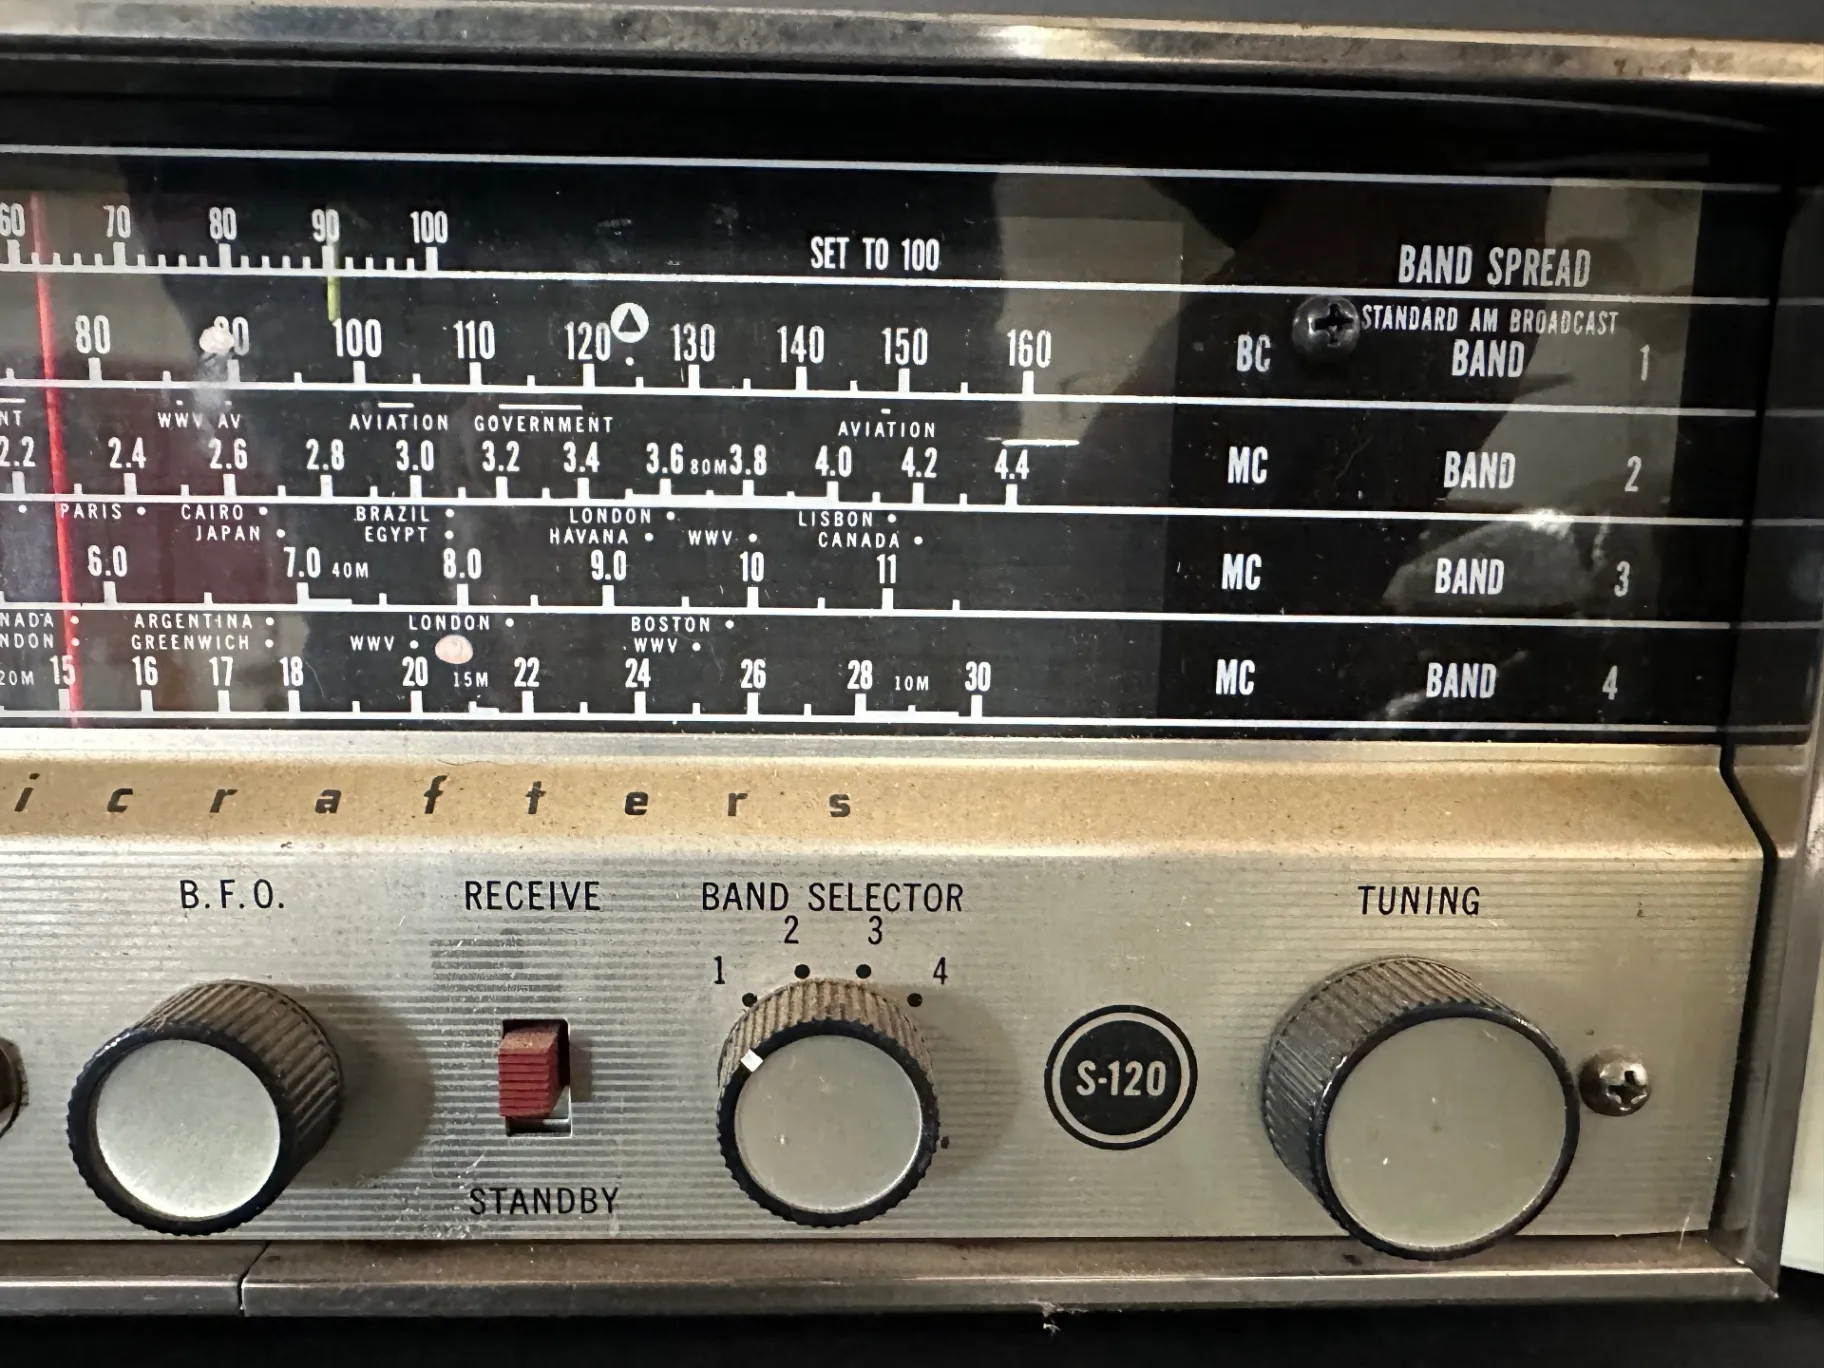 60 70 80 90 100
SET TO 100
BAND SPREAD
STANDARD AM BROADCAST
80 90 100 110 120 130 140 150 160 BC BAND 1
NT WWV AV AVIATION GOVERNMENT AVIATION
2.2 2.4 2.6 2.8 3.0 3.2 3.4 3.6 80M 3.8 4.0 4.2 4.4 MC BAND 2
PARIS CAIRO BRAZIL LONDON LISBON
JAPAN EGYPT HAVANA WWV CANADA
6.0 7.0 40M 8.0 9.0 10 11 MC BAND 3
NADA ARGENTINA LONDON BOSTON
NDON GREENWICH WWV WWV
20M 15 16 17 18 20 15M 22 24 26 28 10M 30 MC BAND 4
icrafters
B.F.O. RECEIVE BAND SELECTOR TUNING
2 3
1 4
S-120
STANDBY